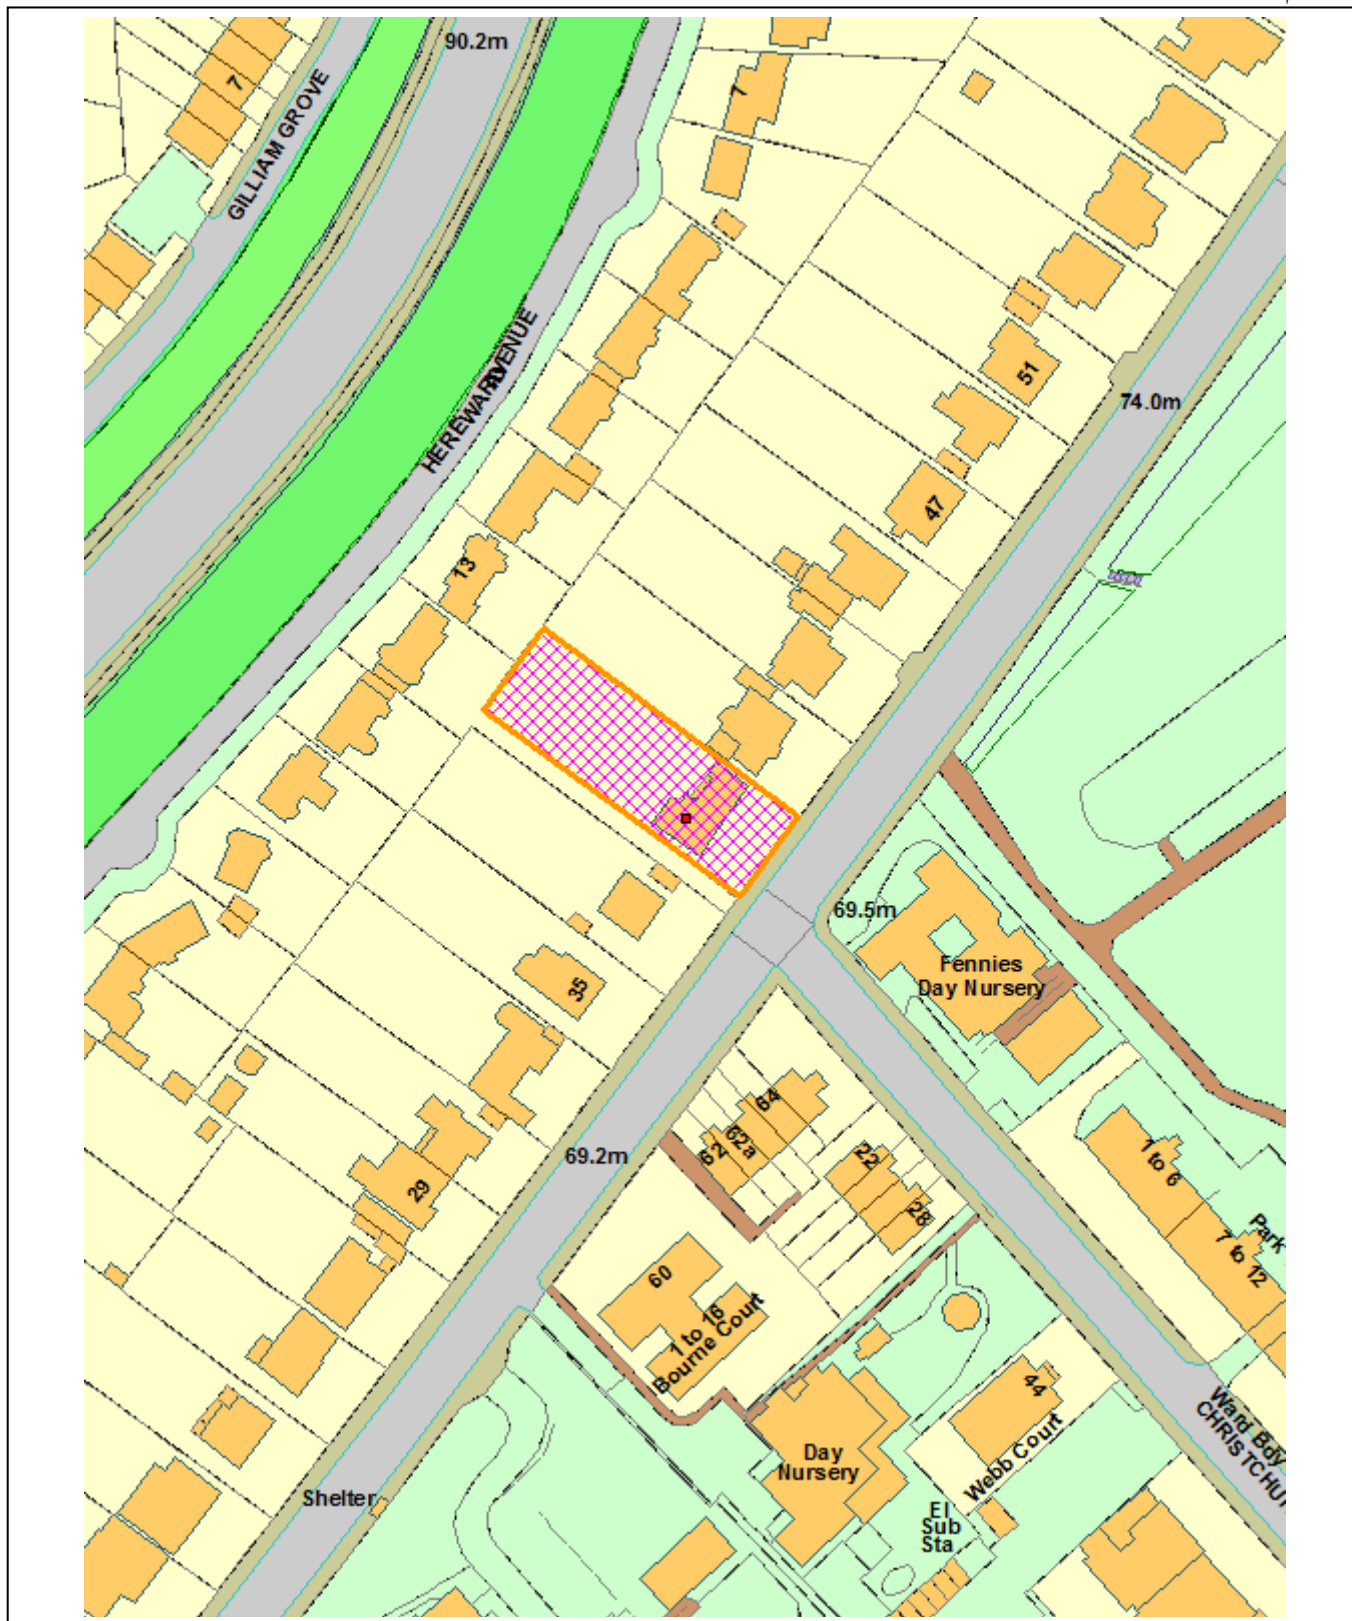 90.2m
7
GILLIAM GROVE
1
HEREWARD AVENUE
51
74.0m
47
13
69.5m
Fennies
Day Nursery
35
64
62a
62
22
28
69.2m
29
1 to 6
7 to 12
Park
60
1 to 16
Bourne Court
44
Webb Court
Ward Bdy
CHRISTCHU
Day
Nursery
Shelter
El
Sub
Sta